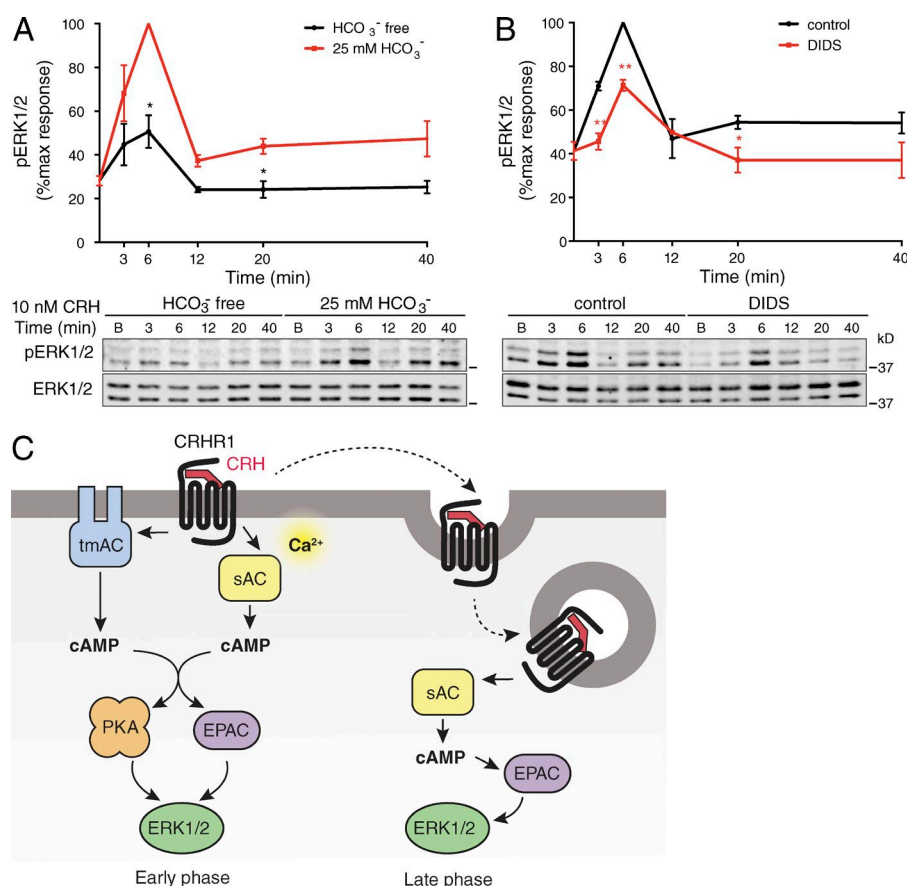 A
HCO3- free
25 mM HCO3-
pERK1/2
(%max response)
100
80
60
40
20
0
*
*
3 6 12 20 40
Time (min)
B
control
DIDS
pERK1/2
(%max response)
100
80
60
40
20
0
**
**
*
3 6 12 20 40
Time (min)
10 nM CRH HCO3- free 25 mM HCO3-
Time (min) B 3 6 12 20 40 B 3 6 12 20 40
pERK1/2
ERK1/2
control DIDS
B 3 6 12 20 40 B 3 6 12 20 40 kD
37
37
C
CRHR1
CRH
tmAC
Ca2+
sAC
cAMP cAMP
PKA
EPAC
ERK1/2
Early phase
sAC
cAMP
EPAC
ERK1/2
Late phase